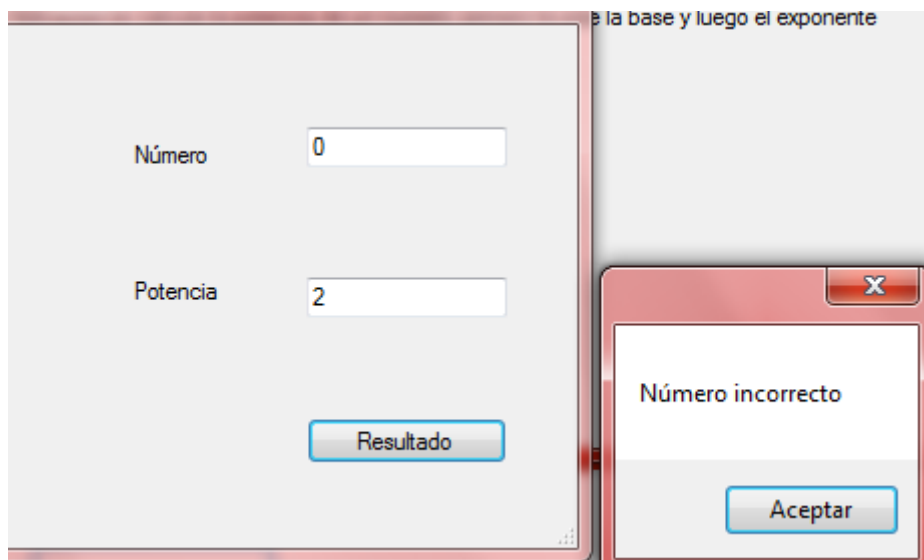 la base y luego el exponente
Número
0
Potencia
2
Resultado
Número incorrecto
Aceptar